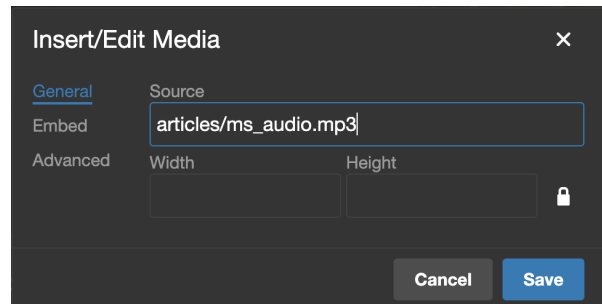 Insert/Edit Media
General
Source
Embed
articles/ms_audio.mp3
Advanced
Width
Height
Cancel
Save